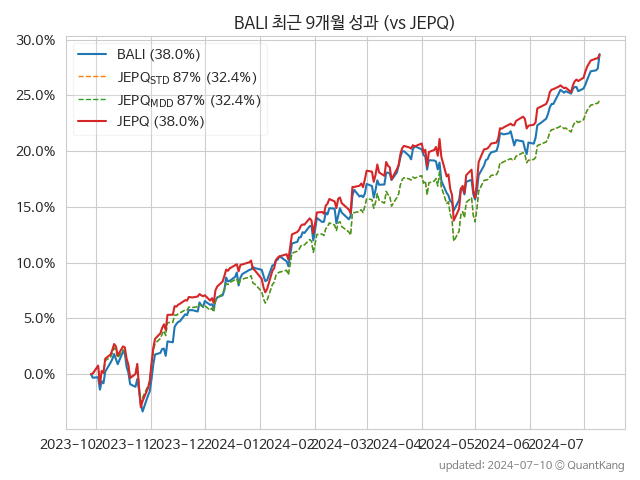 BALI 최근 9개월 성과 (vs JEPQ)
30.0%
25.0%
20.0%
15.0%
10.0%
5.0%
0.0%
BALI (38.0%)
JEPQSTD 87% (32.4%)
JEPQMDD 87% (32.4%)
JEPQ (38.0%)
2023-10 2023-11 2023-12 2024-01 2024-02 2024-03 2024-04 2024-05 2024-06 2024-07
updated: 2024-07-10 © QuantKang